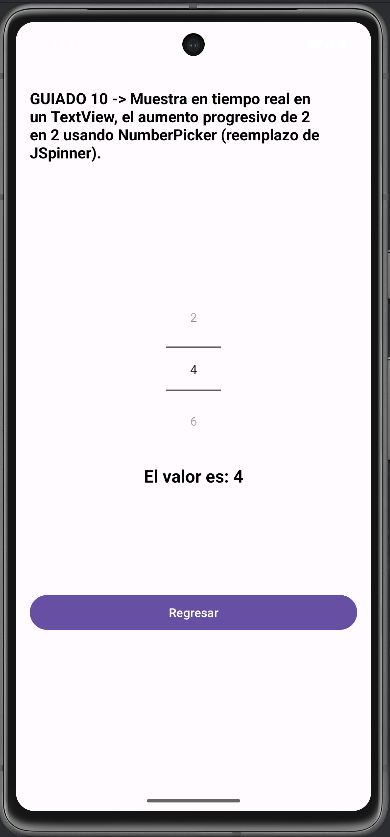 GUIADO 10 -> Muestra en tiempo real en
un TextView, el aumento progresivo de 2
en 2 usando NumberPicker (reemplazo de
JSpinner).
2
4
6
El valor es: 4
Regresar